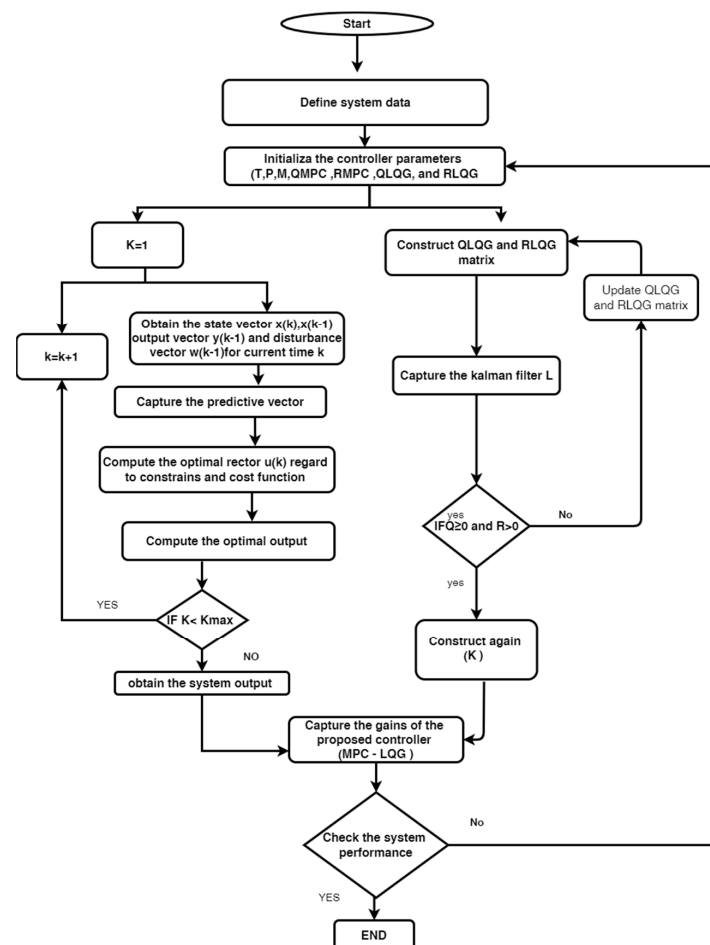 Start
Define system data
Initializa the controller parameters
(T,P,M,QMPC ,RMPC ,QLQG, and RLQG
K=1
Construct QLQG and RLQG
matrix
Update QLQG
and RLQG matrix
k=k+1
Obtain the state vector x(k),x(k-1)
output vector y(k-1) and disturbance
vector w(k-1)for current time k
Capture the kalman filter L
Capture the predictive vector
Compute the optimal rector u(k) regard
to constrains and cost function
yes
IFQ≥0 and R>0
No
Compute the optimal output
yes
YES
IF K< Kmax
NO
Construct again
(K )
obtain the system output
Capture the gains of the
proposed controller
(MPC - LQG )
Check the system
performance
No
YES
END